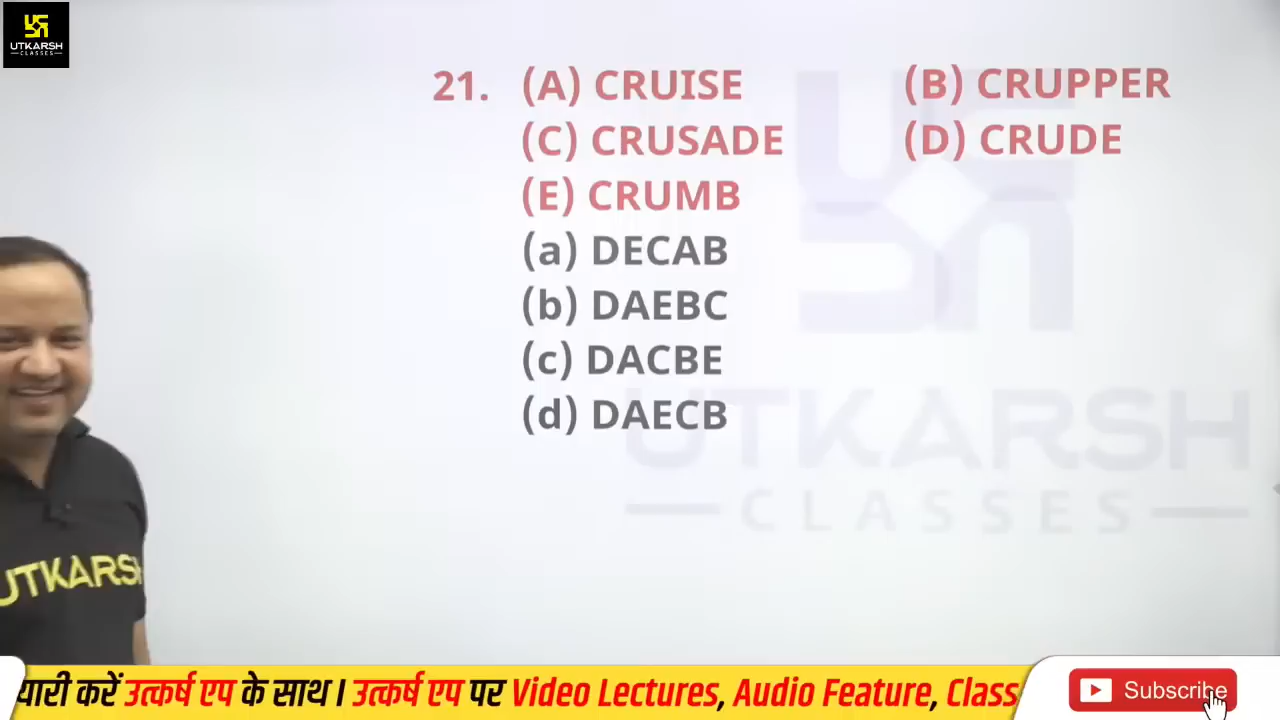 UTKARSH
CLASSES
21. (A) CRUISE (B) CRUPPER
(C) CRUSADE (D) CRUDE
(E) CRUMB
(a) DECAB
(b) DAEBC
(c) DACBE
(d) DAECB
UTKARSH
CLASSES
UTKARSH
यारी करें उत्कर्ष एप के साथ। उत्कर्ष एप पर Video Lectures, Audio Feature, Class
Subscribe